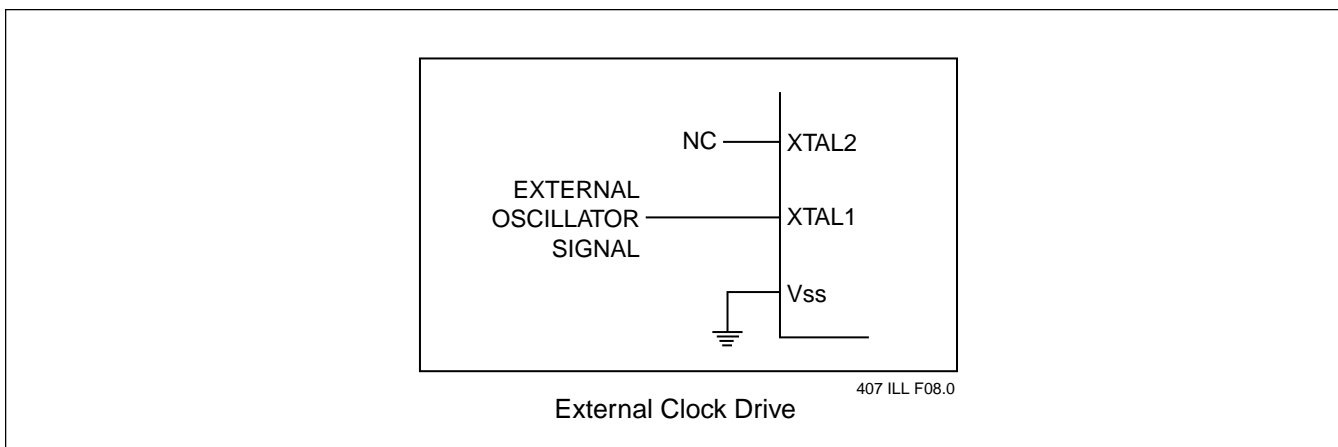 NC
XTAL2
EXTERNAL
OSCILLATOR
SIGNAL
XTAL1
Vss
407 ILL F08.0
External Clock Drive